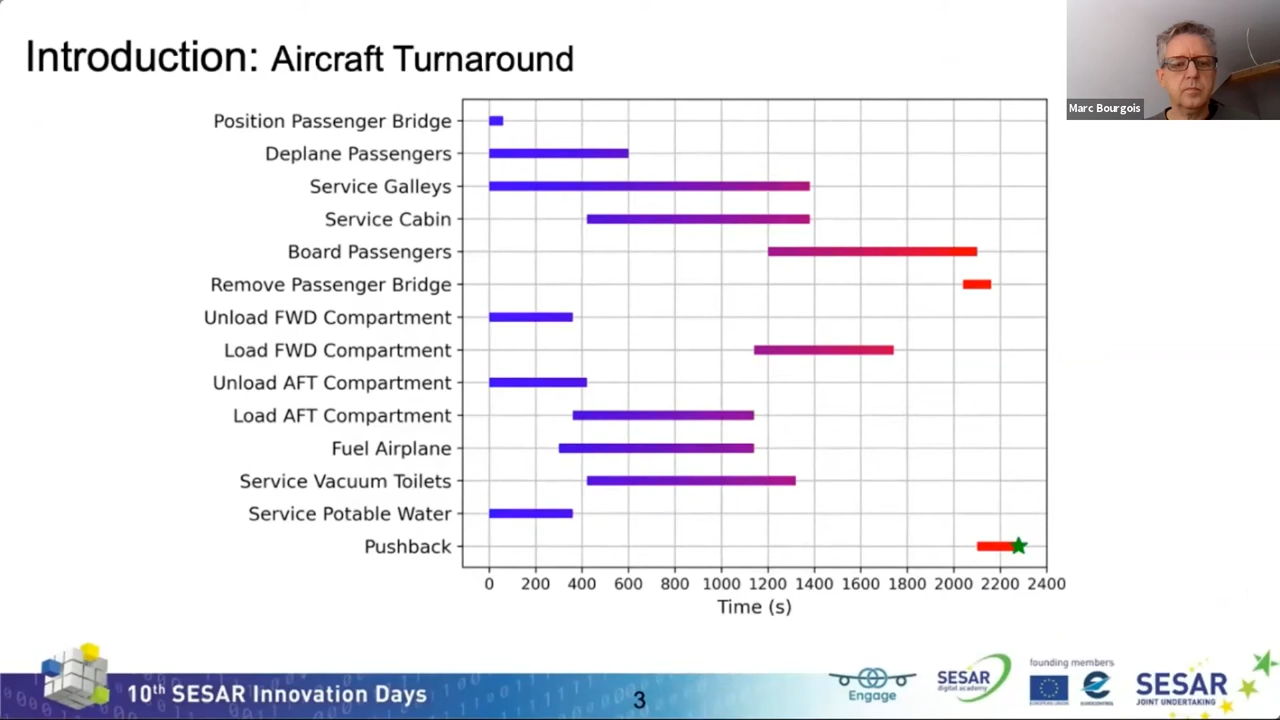 Introduction: Aircraft Turnaround
Marc Bourgois
Position Passenger Bridge
Deplane Passengers
Service Galleys
Service Cabin
Board Passengers
Remove Passenger Bridge
Unload FWD Compartment
Load FWD Compartment
Unload AFT Compartment
Load AFT Compartment
Fuel Airplane
Service Vacuum Toilets
Service Potable Water
Pushback
0 200 400 600 800 1000 1200 1400 1600 1800 2000 2200 2400
Time (s)
10th SESAR Innovation Days
3
Engage
SESAR
digital academy
founding members
EUROPEAN UNION
EUROCONTROL
SESAR
JOINT UNDERTAKING